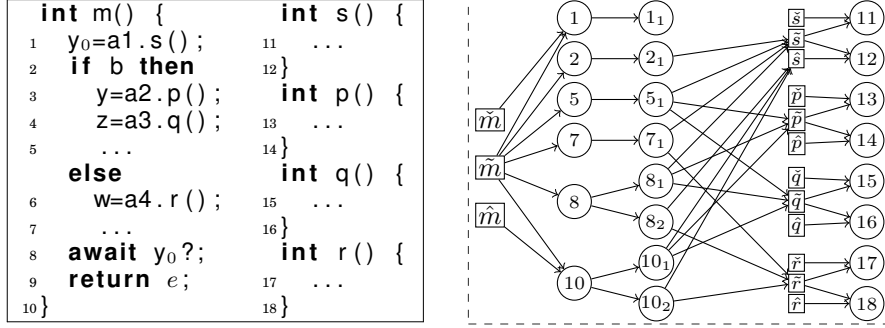 int m() {
1 y₀=a1.s();
2 if b then
3 y=a2.p();
4 z=a3.q();
5 ...
else
6 w=a4.r();
7 ...
8 await y₀?;
9 return e;
10 }
int s() {
11 ...
12 }
int p() {
13 ...
14 }
int q() {
15 ...
16 }
int r() {
17 ...
18 }
m̌
m̃
m̂
1
2
5
7
8
10
1₁
2₁
5₁
7₁
8₁
8₂
10₁
10₂
š
s̃
ŝ
p̌
p̃
p̂
q̌
q̃
q̂
ř
r̃
r̂
11
12
13
14
15
16
17
18